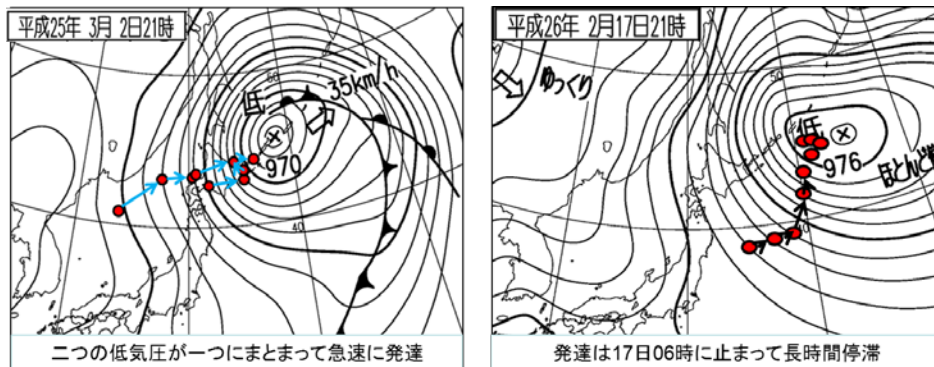 平成25年 3月 2日21時
50
低
35km/h
970
40
二つの低気圧が一つにまとまって急速に発達
平成26年 2月17日21時
ゆっくり
50
低
976
ほとんど
40
発達は17日06時に止まって長時間停滞